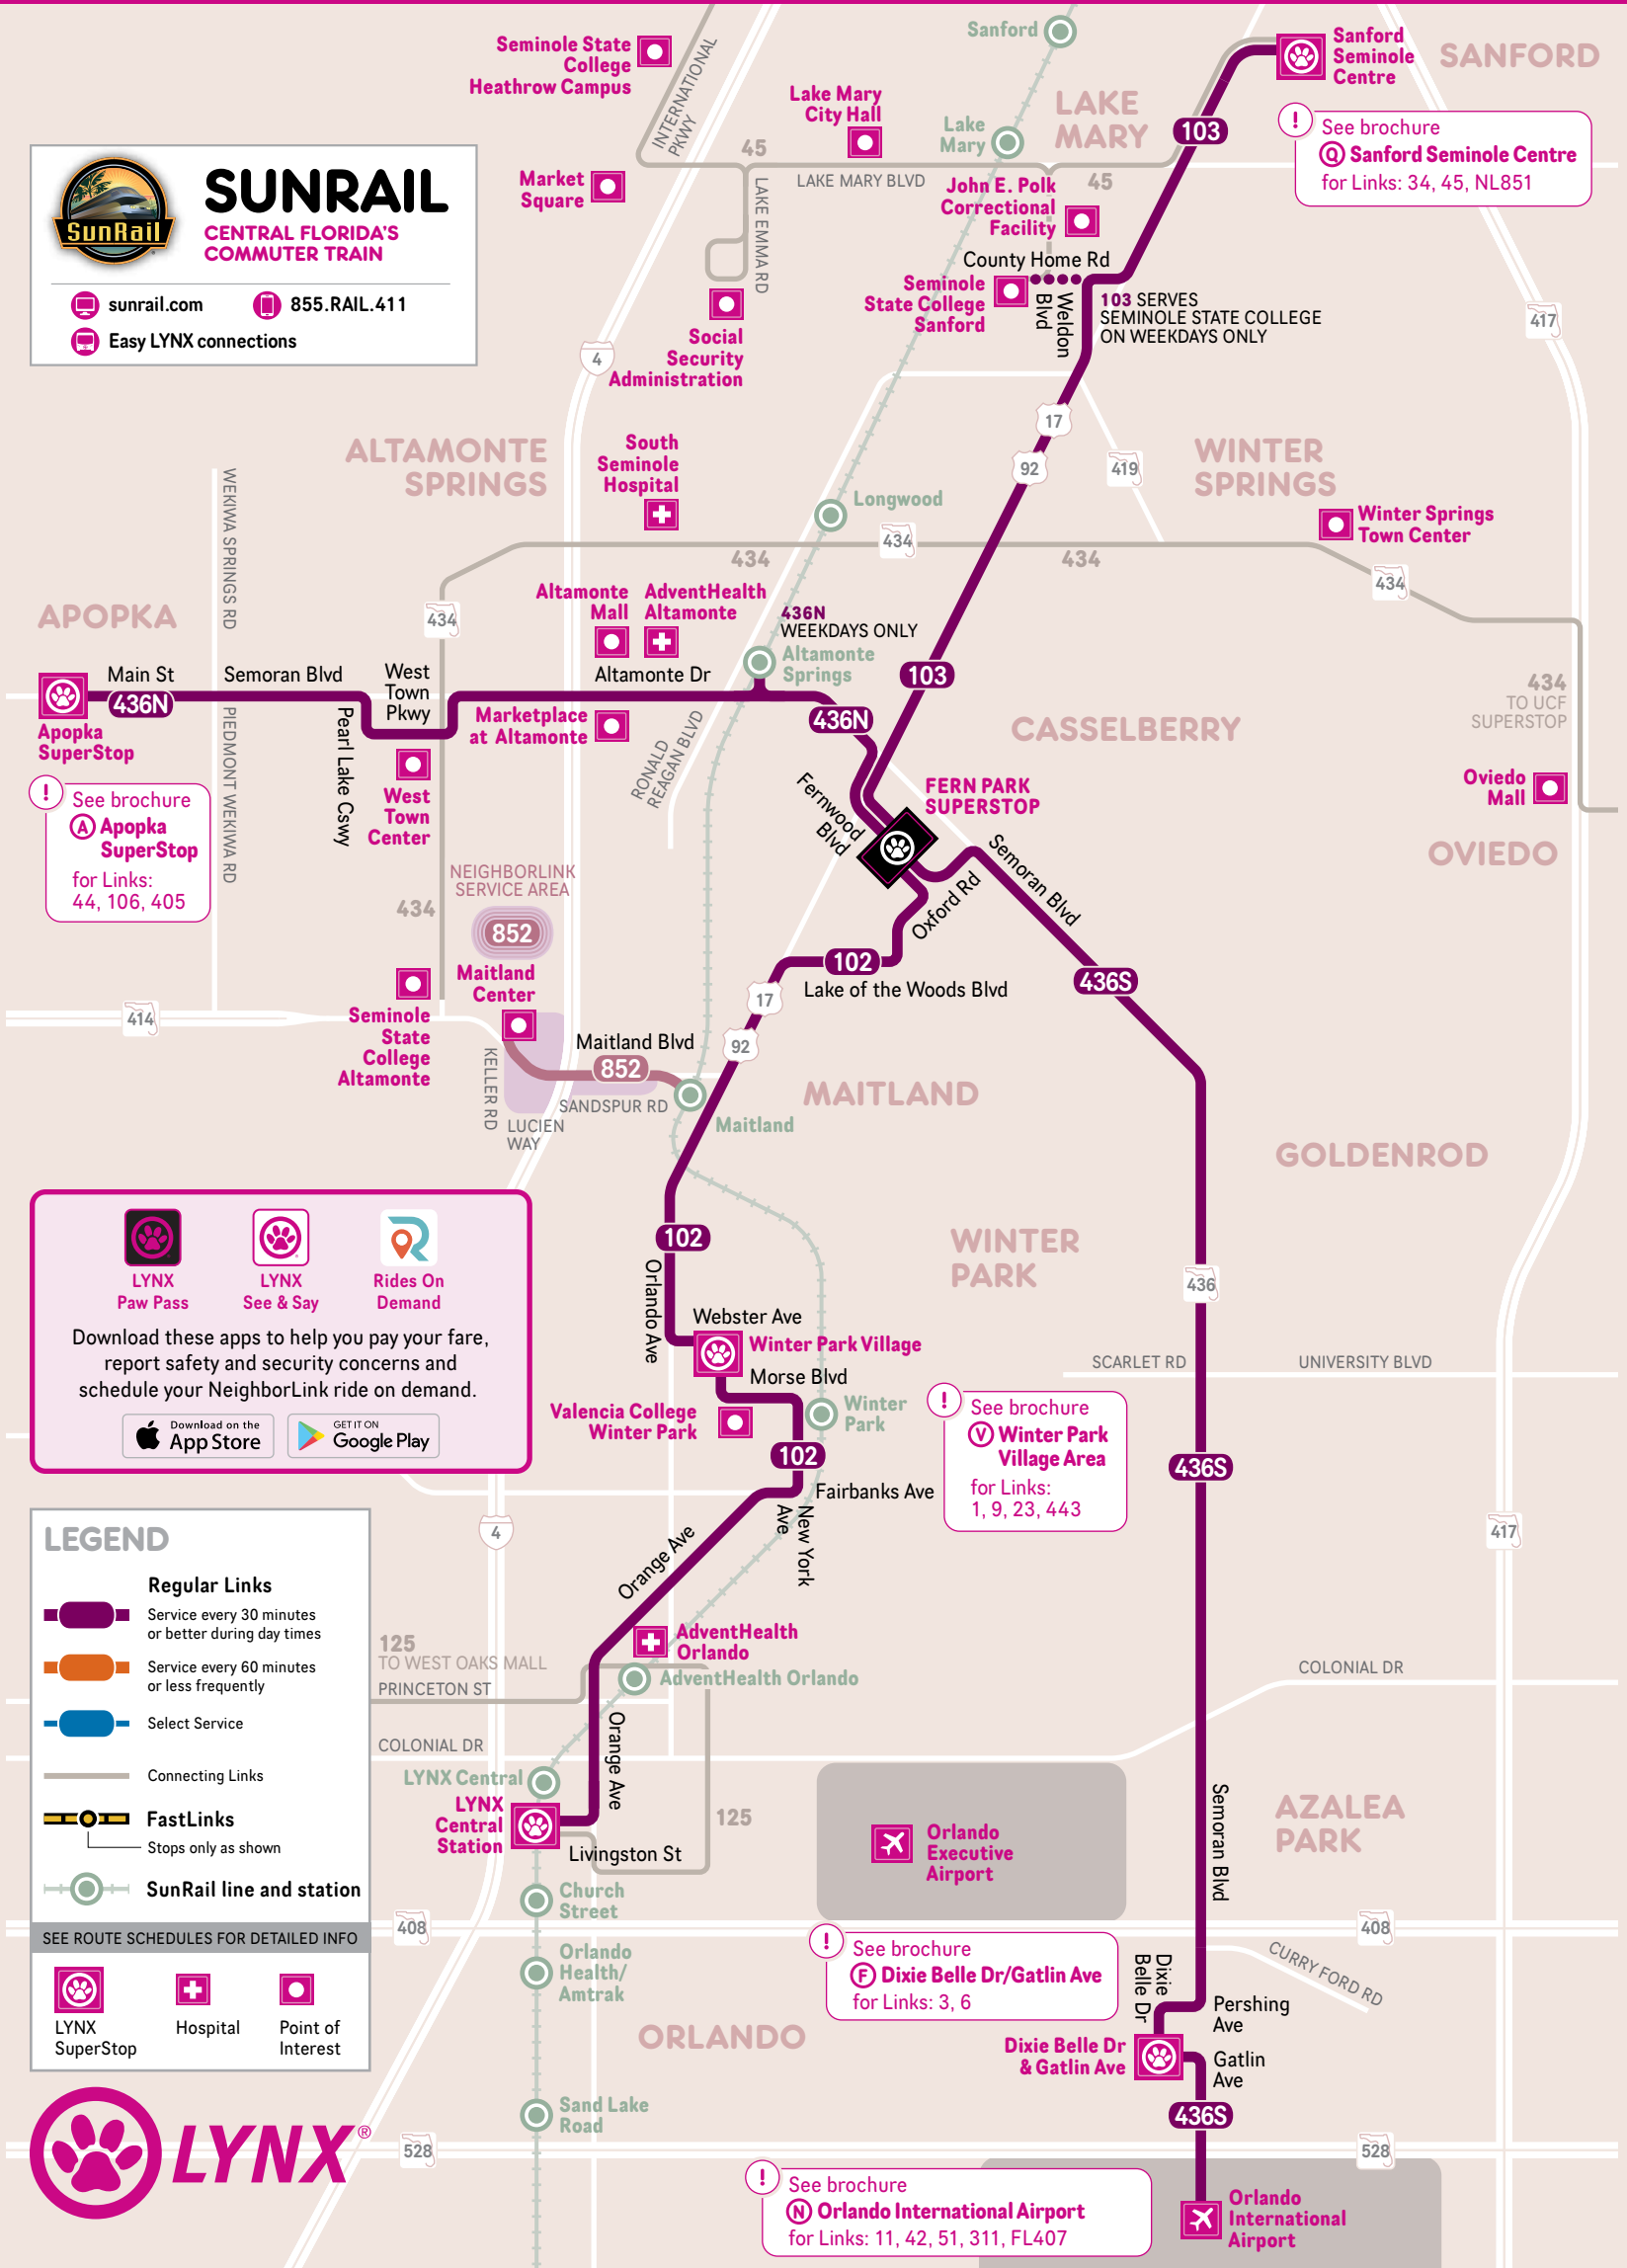 Sanford
Seminole State
College
Heathrow Campus
INTERNATIONAL
PKWY
Sanford
Seminole
Centre
SANFORD
Lake Mary
City Hall
LAKE
MARY
Lake
Mary
103
!
See brochure
Q Sanford Seminole Centre
for Links: 34, 45, NL851
SunRail
SUNRAIL
CENTRAL FLORIDA'S
COMMUTER TRAIN
sunrail.com
855.RAIL.411
Easy LYNX connections
45
LAKE MARY BLVD
45
Market
Square
LAKE EMMA RD
John E. Polk
Correctional
Facility
County Home Rd
Seminole
State College
Sanford
Weldon
Blvd
103 SERVES
SEMINOLE STATE COLLEGE
ON WEEKDAYS ONLY
Social
Security
Administration
4
417
17
92
419
ALTAMONTE
SPRINGS
South
Seminole
Hospital
WINTER
SPRINGS
Longwood
Winter Springs
Town Center
WEKIWA SPRINGS RD
434
434
434
434
434
APOPKA
Altamonte
Mall
AdventHealth
Altamonte
436N
WEEKDAYS ONLY
Altamonte
Springs
Main St
436N
Semoran Blvd
West
Town
Pkwy
Altamonte Dr
103
436N
434
TO UCF
SUPERSTOP
Apopka
SuperStop
Pearl Lake Cswy
PIEDMONT WEKIWA RD
Marketplace
at Altamonte
RONALD
REAGAN BLVD
CASSELBERRY
West
Town
Center
!
See brochure
A Apopka
SuperStop
for Links:
44, 106, 405
Fernwood
Blvd
FERN PARK
SUPERSTOP
Oviedo
Mall
OVIEDO
Semoran Blvd
Oxford Rd
NEIGHBORLINK
SERVICE AREA
852
434
102
Lake of the Woods Blvd
436S
Maitland
Center
Seminole
State
College
Altamonte
414
17
92
Maitland Blvd
852
KELLER RD
SANDSPUR RD
LUCIEN
WAY
Maitland
MAITLAND
GOLDENROD
LYNX
Paw Pass
LYNX
See & Say
Rides On
Demand
Download these apps to help you pay your fare,
report safety and security concerns and
schedule your NeighborLink ride on demand.
Download on the
App Store
GET IT ON
Google Play
102
Orlando Ave
WINTER
PARK
436
Webster Ave
Winter Park Village
Morse Blvd
SCARLET RD
UNIVERSITY BLVD
Valencia College
Winter Park
Winter
Park
!
See brochure
V Winter Park
Village Area
for Links:
1, 9, 23, 443
102
436S
Fairbanks Ave
New York
Ave
Orange Ave
4
417
LEGEND
Regular Links
Service every 30 minutes
or better during day times
Service every 60 minutes
or less frequently
Select Service
Connecting Links
FastLinks
Stops only as shown
SunRail line and station
SEE ROUTE SCHEDULES FOR DETAILED INFO
LYNX
SuperStop
Hospital
Point of
Interest
125
TO WEST OAKS MALL
PRINCETON ST
AdventHealth
Orlando
AdventHealth Orlando
COLONIAL DR
COLONIAL DR
Orange Ave
LYNX Central
LYNX
Central
Station
Livingston St
125
Orlando
Executive
Airport
AZALEA
PARK
Semoran Blvd
Church
Street
408
408
Orlando
Health/
Amtrak
!
See brochure
F Dixie Belle Dr/Gatlin Ave
for Links: 3, 6
CURRY FORD RD
Dixie
Belle Dr
Pershing
Ave
ORLANDO
Dixie Belle Dr
& Gatlin Ave
Gatlin
Ave
436S
Sand Lake
Road
LYNX®
528
528
!
See brochure
N Orlando International Airport
for Links: 11, 42, 51, 311, FL407
Orlando
International
Airport